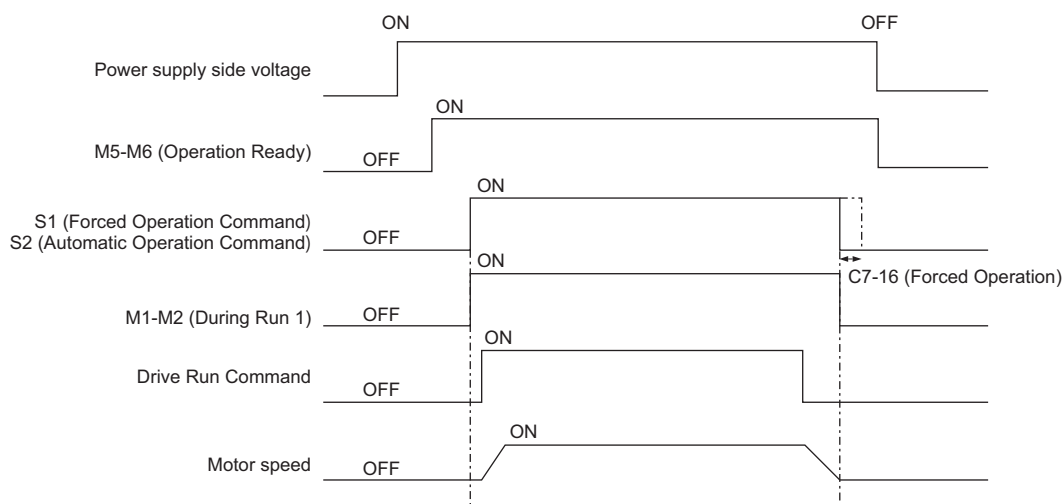 ON OFF
Power supply side voltage
ON
M5-M6 (Operation Ready) OFF
ON
S1 (Forced Operation Command)
S2 (Automatic Operation Command) OFF
ON
C7-16 (Forced Operation)
M1-M2 (During Run 1) OFF
ON
Drive Run Command OFF
ON
Motor speed OFF